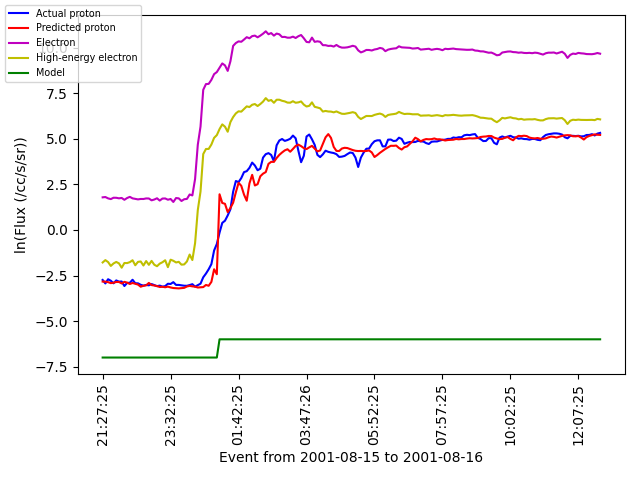 Actual proton
Predicted proton
Electron
High-energy electron
Model
10.0
7.5
5.0
2.5
0.0
−2.5
−5.0
−7.5
ln(Flux (/cc/s/sr))
21:27:25
23:32:25
01:42:25
03:47:26
05:52:25
07:57:25
10:02:25
12:07:25
Event from 2001-08-15 to 2001-08-16